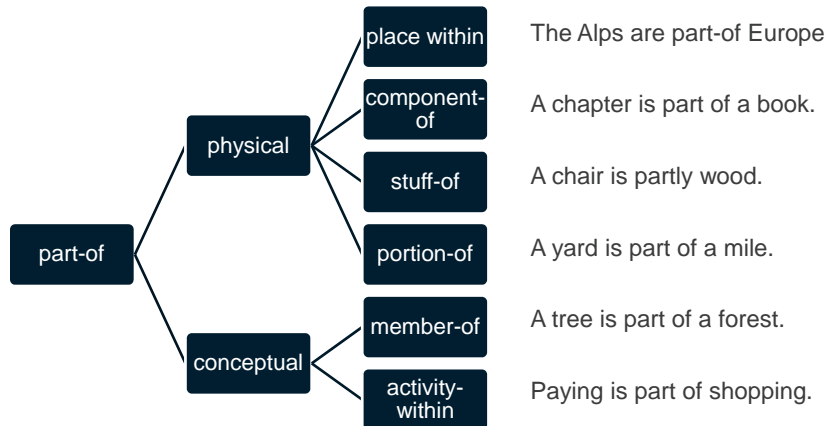 place within
The Alps are part-of Europe
component-
of
A chapter is part of a book.
physical
stuff-of
A chair is partly wood.
part-of
portion-of
A yard is part of a mile.
member-of
A tree is part of a forest.
conceptual
activity-
within
Paying is part of shopping.